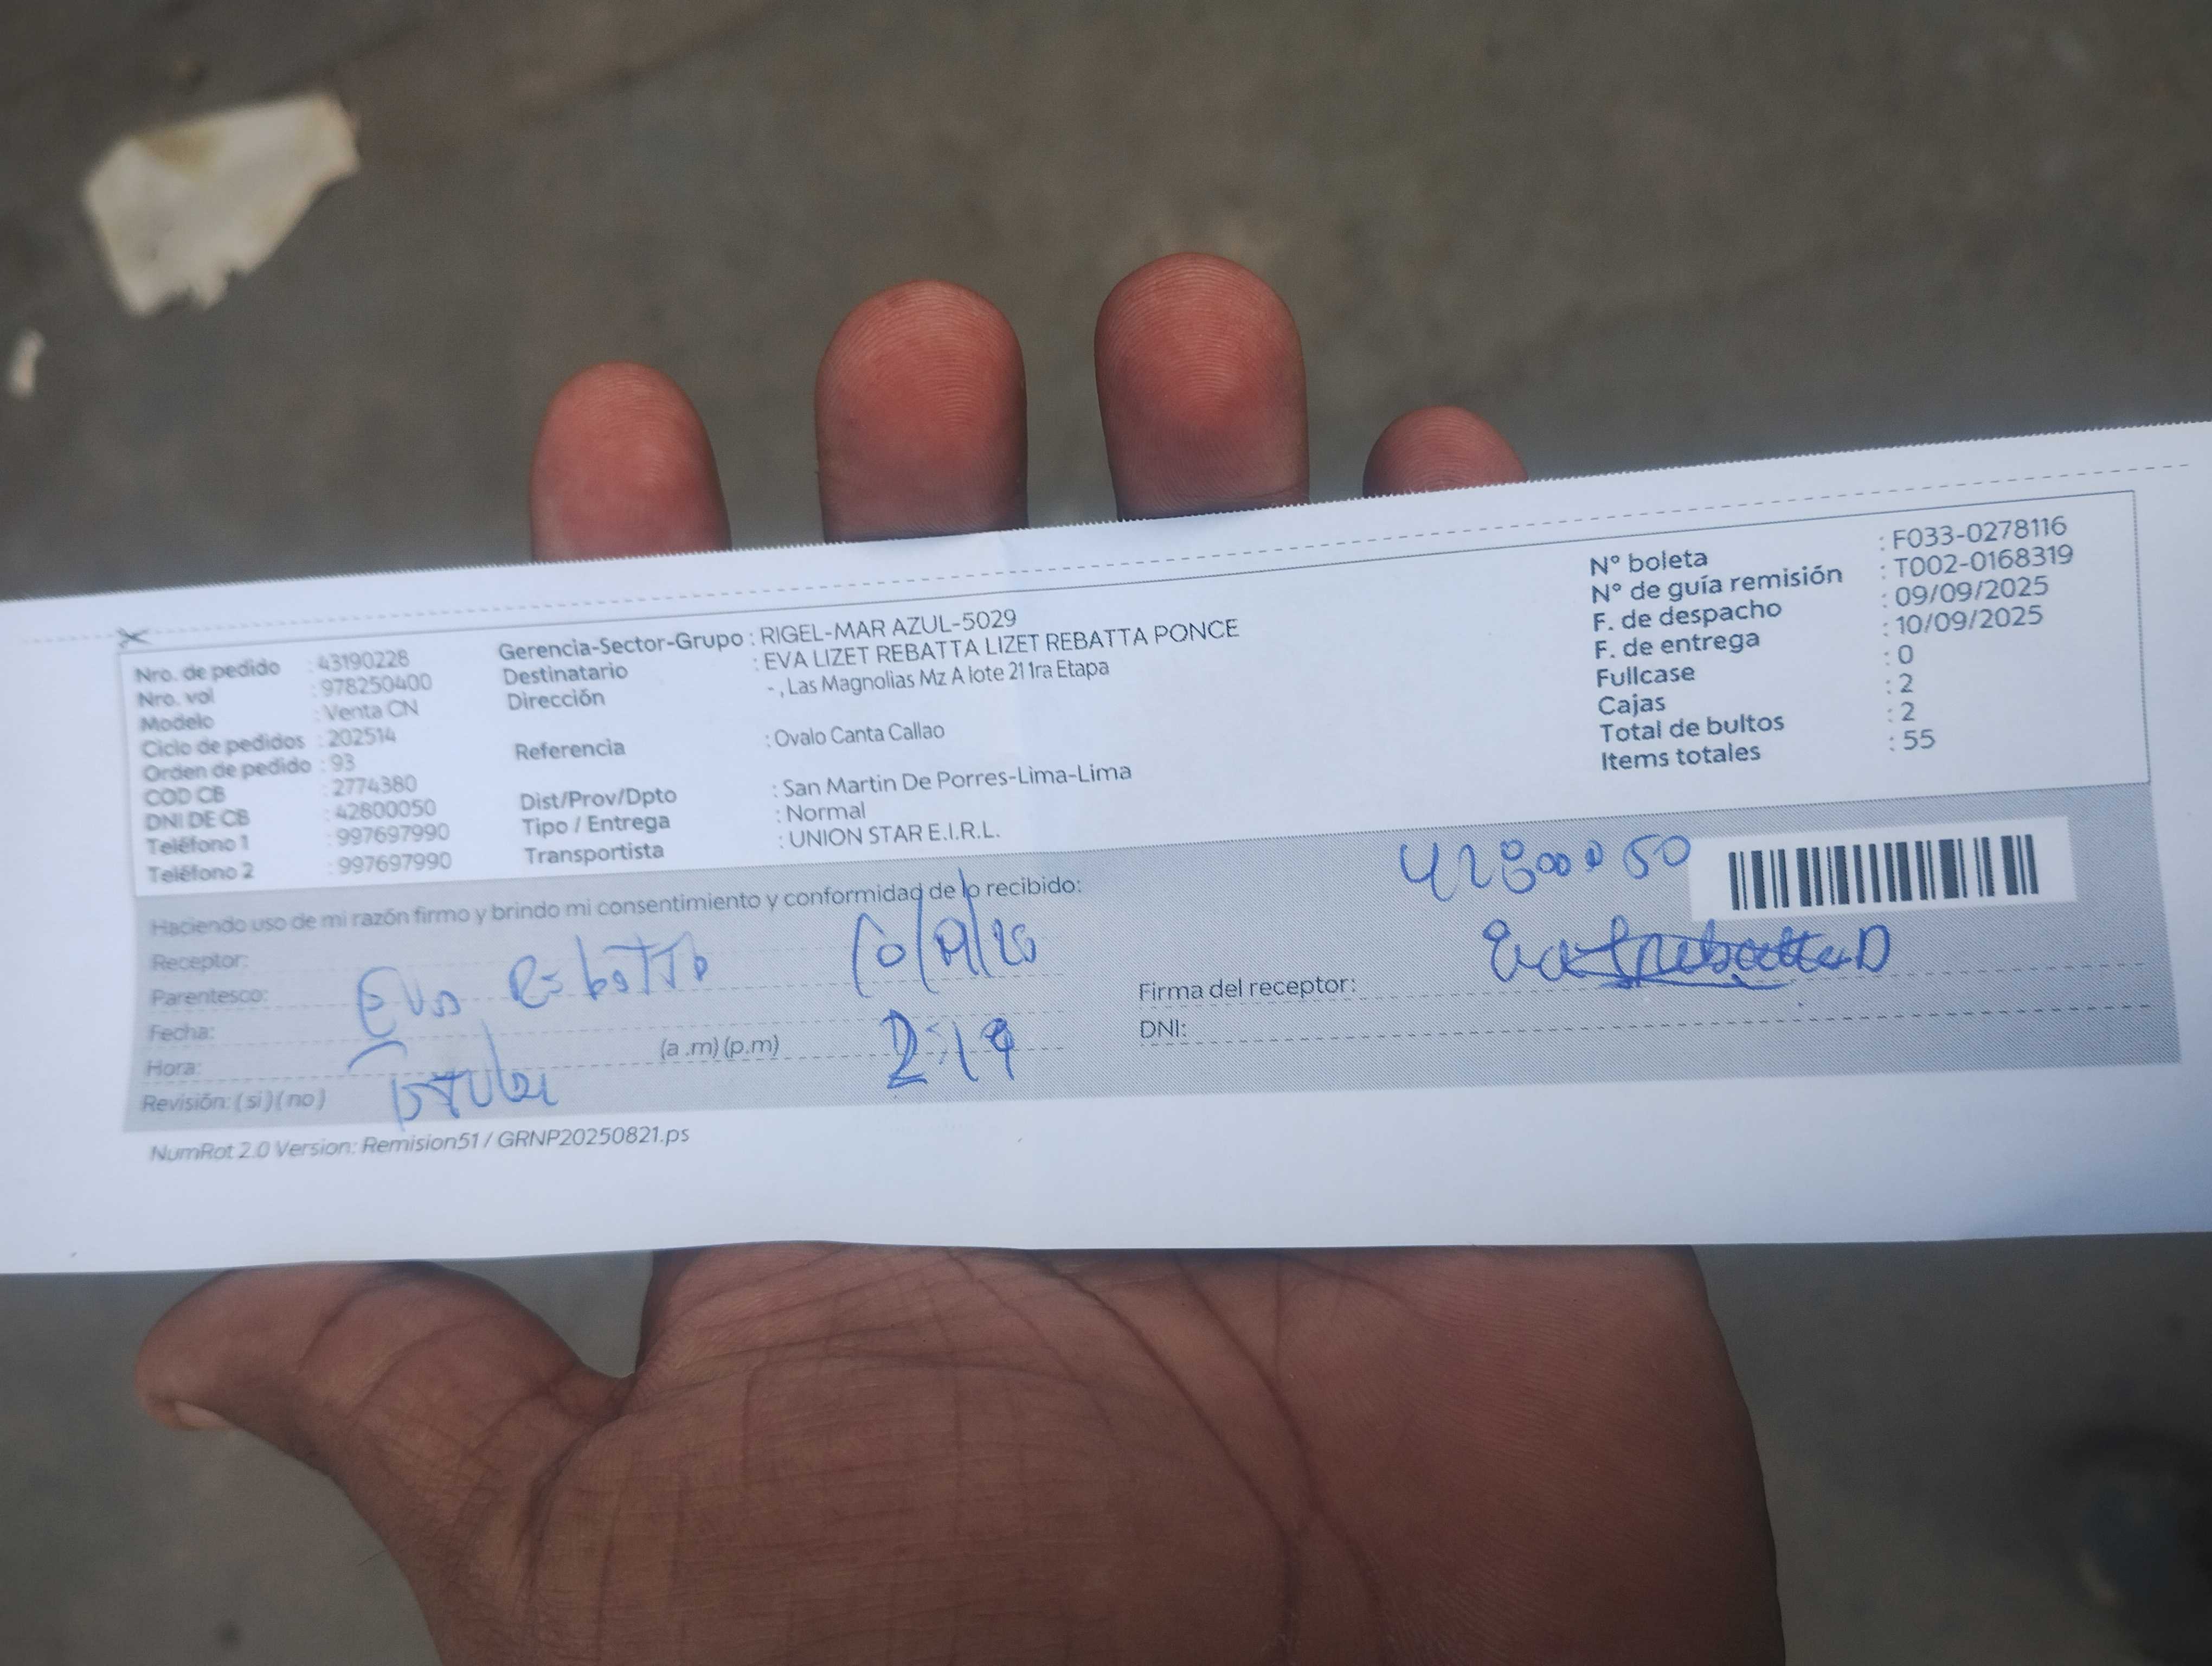 Nro. de pedido : 43190228
Nro. vol : 978250400
Modelo : Venta CN
Ciclo de pedidos : 202514
Orden de pedido : 93
COD CB : 2774380
DNI DE CB : 42800050
Teléfono 1 : 997697990
Teléfono 2 : 997697990
Gerencia-Sector-Grupo : RIGEL-MAR AZUL-5029
Destinatario : EVA LIZET REBATTA LIZET REBATTA PONCE
Dirección - , Las Magnolias Mz A lote 21 1ra Etapa
Referencia : Ovalo Canta Callao
Dist/Prov/Dpto : San Martin De Porres-Lima-Lima
Tipo / Entrega : Normal
Transportista : UNION STAR E.I.R.L.
N° boleta : F033-0278116
N° de guía remisión : T002-0168319
F. de despacho : 09/09/2025
F. de entrega : 10/09/2025
Fullcase : 0
Cajas : 2
Total de bultos : 2
Items totales : 55
Haciendo uso de mi razón firmo y brindo mi consentimiento y conformidad de lo recibido:
42800050
Receptor:
Parentesco:
Eva Rebatta
Fecha:
Hora: (a .m) (p.m) 2:19
Revisión: ( si ) ( no )
Titular
Firma del receptor:
DNI:
NumRot 2.0 Version: Remision51 / GRNP20250821.ps